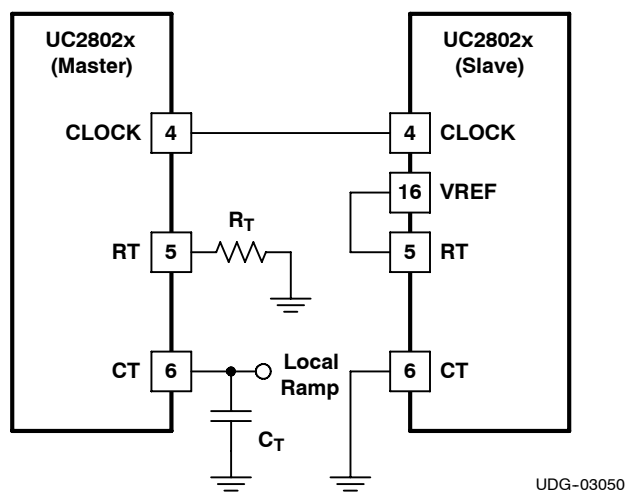 UC2802x
(Master)
UC2802x
(Slave)
CLOCK 4
4 CLOCK
16 VREF
RT 5
RT
5 RT
CT 6
Local
Ramp
6 CT
CT
UDG-03050